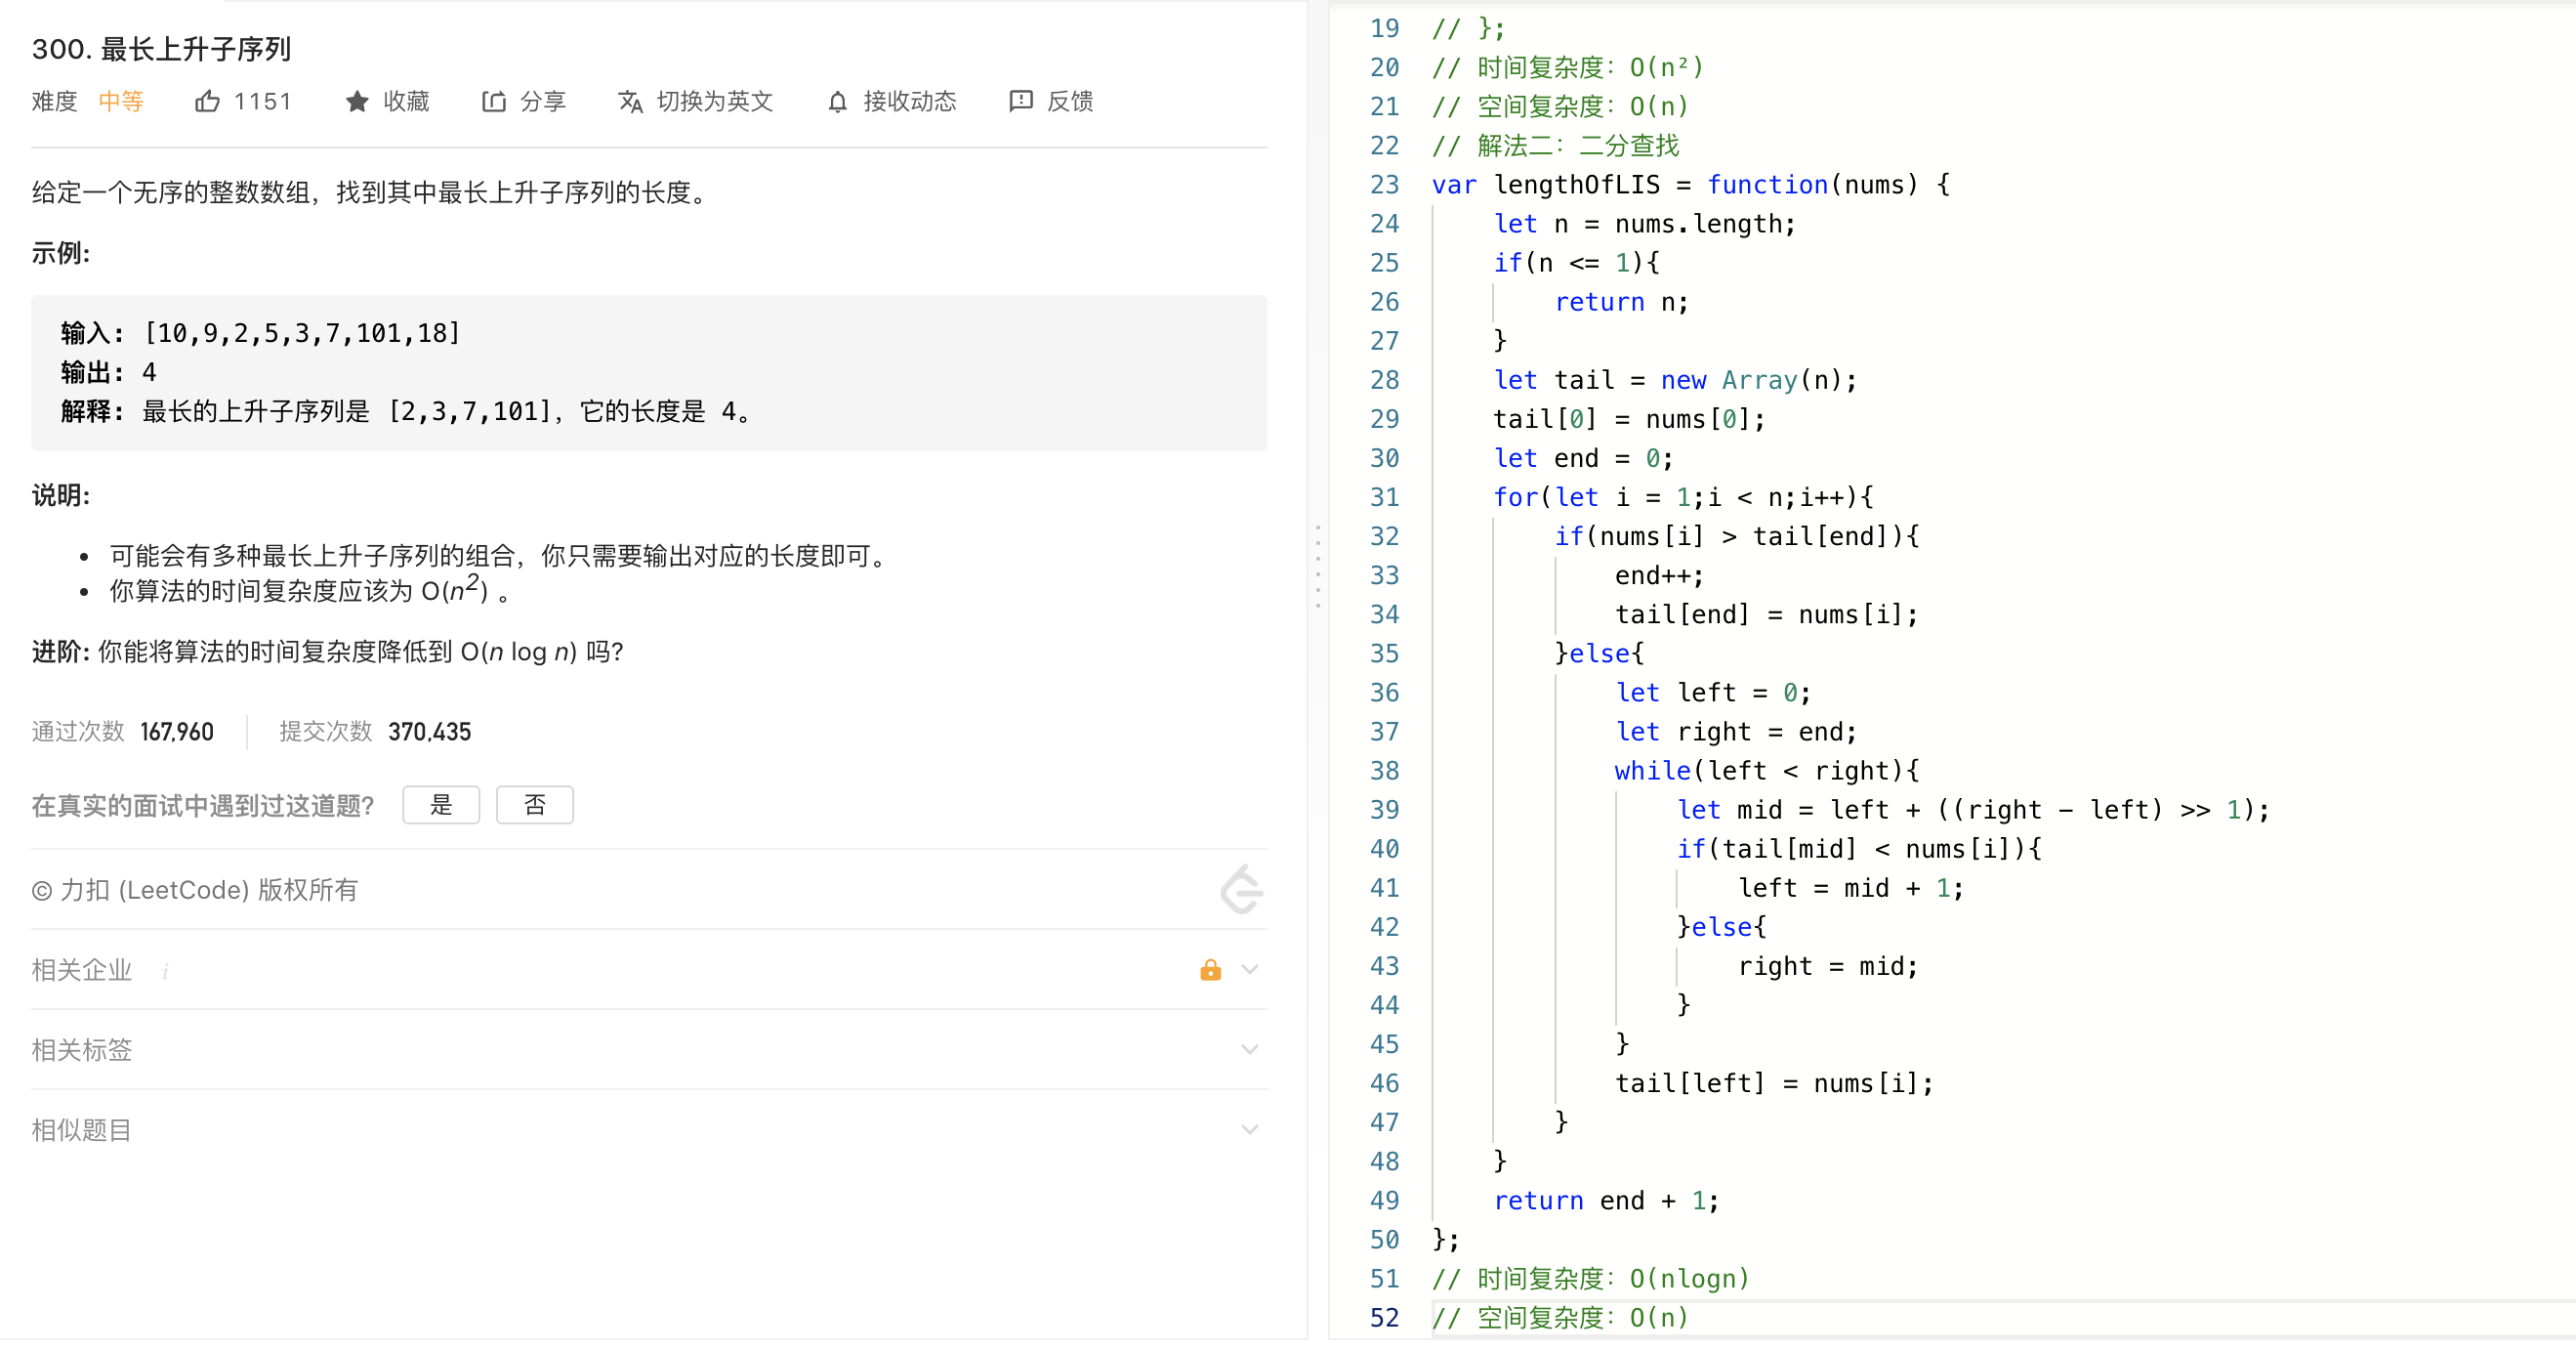 300. 最长上升子序列
难度 中等 1151 收藏 分享 切换为英文 接收动态 反馈
给定一个无序的整数数组，找到其中最长上升子序列的长度。
示例:
输入: [10,9,2,5,3,7,101,18]
输出: 4
解释: 最长的上升子序列是 [2,3,7,101]，它的长度是 4。
说明:
• 可能会有多种最长上升子序列的组合，你只需要输出对应的长度即可。
• 你算法的时间复杂度应该为 O(n²) 。
进阶: 你能将算法的时间复杂度降低到 O(n log n) 吗?
通过次数 167,960 提交次数 370,435
在真实的面试中遇到过这道题? 是 否
© 力扣 (LeetCode) 版权所有
相关企业 i
相关标签
相似题目
19 // };
20 // 时间复杂度：O(n²)
21 // 空间复杂度：O(n)
22 // 解法二：二分查找
23 var lengthOfLIS = function(nums) {
24 let n = nums.length;
25 if(n <= 1){
26 return n;
27 }
28 let tail = new Array(n);
29 tail[0] = nums[0];
30 let end = 0;
31 for(let i = 1;i < n;i++){
32 if(nums[i] > tail[end]){
33 end++;
34 tail[end] = nums[i];
35 }else{
36 let left = 0;
37 let right = end;
38 while(left < right){
39 let mid = left + ((right - left) >> 1);
40 if(tail[mid] < nums[i]){
41 left = mid + 1;
42 }else{
43 right = mid;
44 }
45 }
46 tail[left] = nums[i];
47 }
48 }
49 return end + 1;
50 };
51 // 时间复杂度：O(nlogn)
52 // 空间复杂度：O(n)